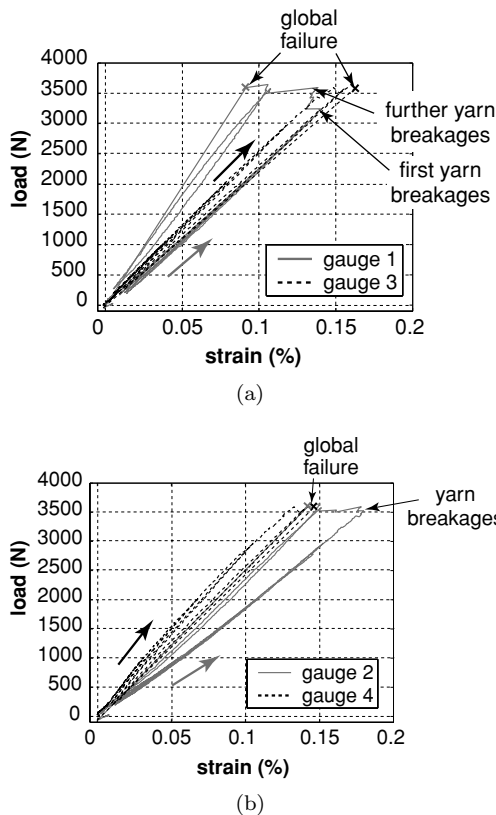 global
failure
4000
3500
3000
2500
2000
1500
1000
500
0
load (N)
further yarn
breakages
first yarn
breakages
gauge 1
gauge 3
0
0.05
0.1
0.15
0.2
strain (%)
(a)
global
failure
4000
3500
3000
2500
2000
1500
1000
500
0
load (N)
yarn
breakages
gauge 2
gauge 4
0
0.05
0.1
0.15
0.2
strain (%)
(b)